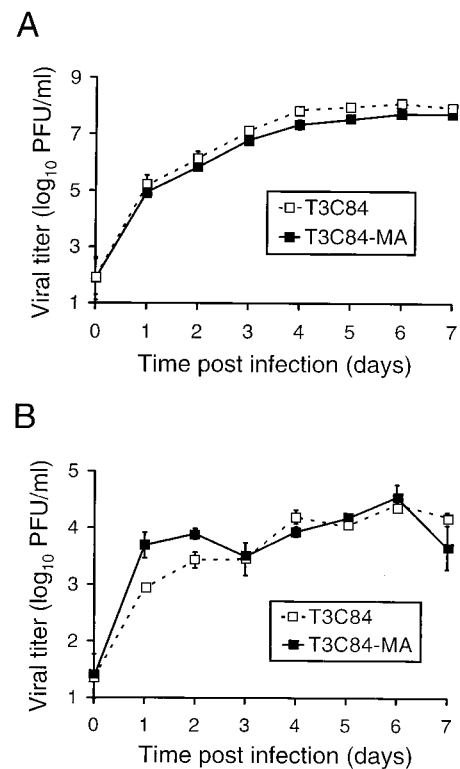 A
Viral titer (log10 PFU/ml)
9
7
5
3
1
T3C84
T3C84-MA
0 1 2 3 4 5 6 7
Time post infection (days)
B
Viral titer (log10 PFU/ml)
5
4
3
2
1
T3C84
T3C84-MA
0 1 2 3 4 5 6 7
Time post infection (days)